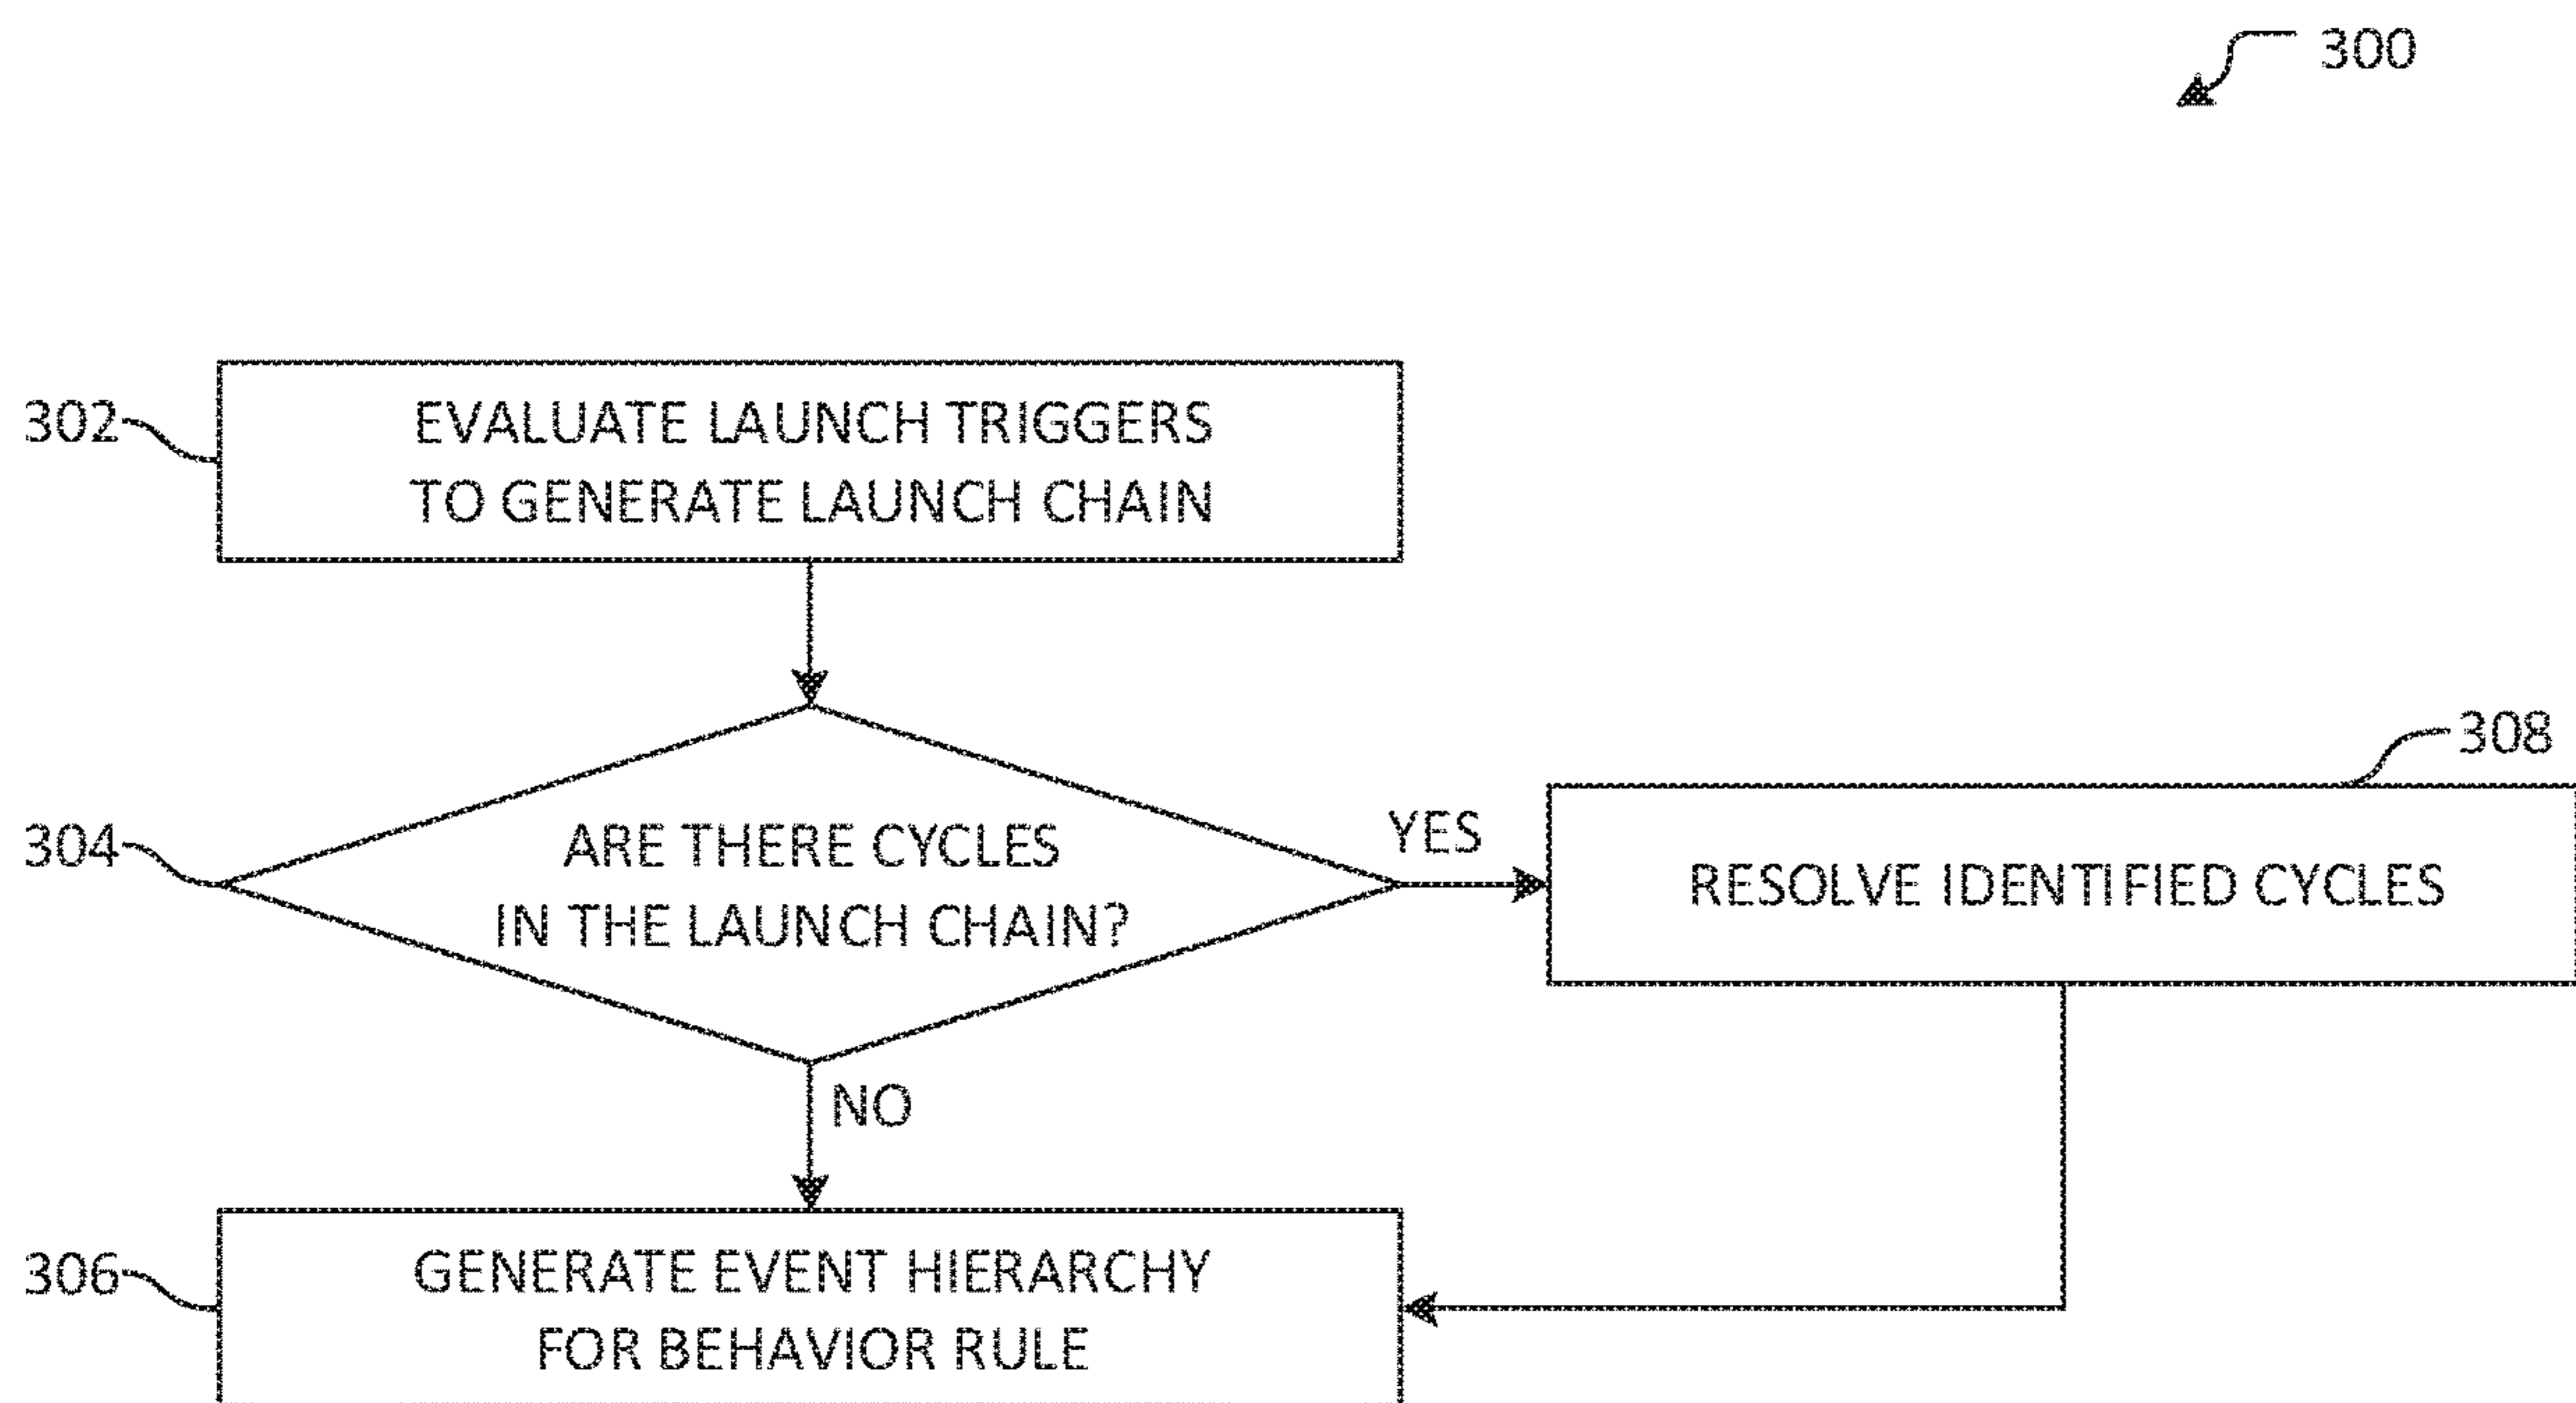 300
302
EVALUATE LAUNCH TRIGGERS
TO GENERATE LAUNCH CHAIN
304
ARE THERE CYCLES
IN THE LAUNCH CHAIN?
YES
308
RESOLVE IDENTIFIED CYCLES
NO
306
GENERATE EVENT HIERARCHY
FOR BEHAVIOR RULE